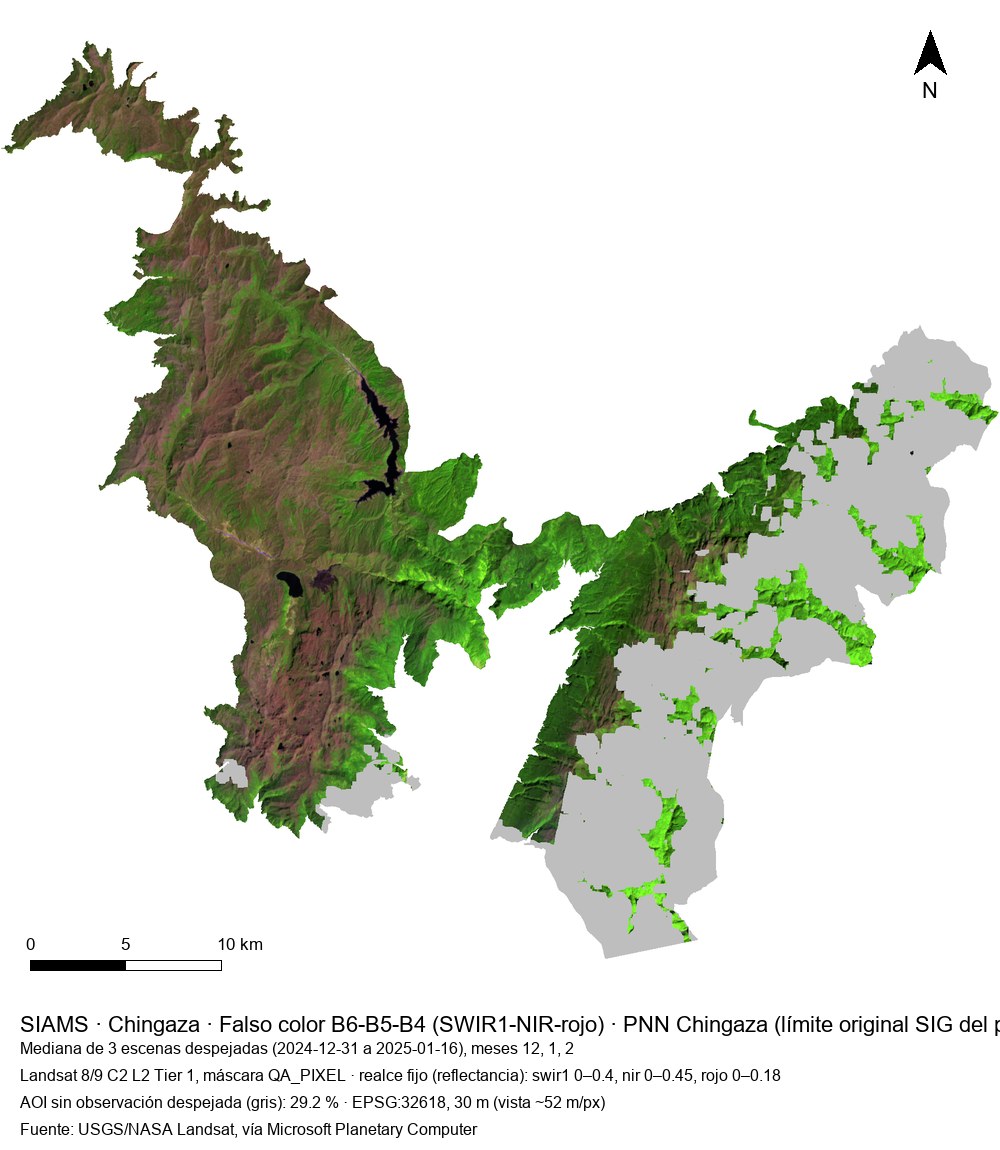 N
0 5 10 km
SIAMS · Chingaza · Falso color B6-B5-B4 (SWIR1-NIR-rojo) · PNN Chingaza (límite original SIG del p
Mediana de 3 escenas despejadas (2024-12-31 a 2025-01-16), meses 12, 1, 2
Landsat 8/9 C2 L2 Tier 1, máscara QA_PIXEL · realce fijo (reflectancia): swir1 0–0.4, nir 0–0.45, rojo 0–0.18
AOI sin observación despejada (gris): 29.2 % · EPSG:32618, 30 m (vista ~52 m/px)
Fuente: USGS/NASA Landsat, vía Microsoft Planetary Computer